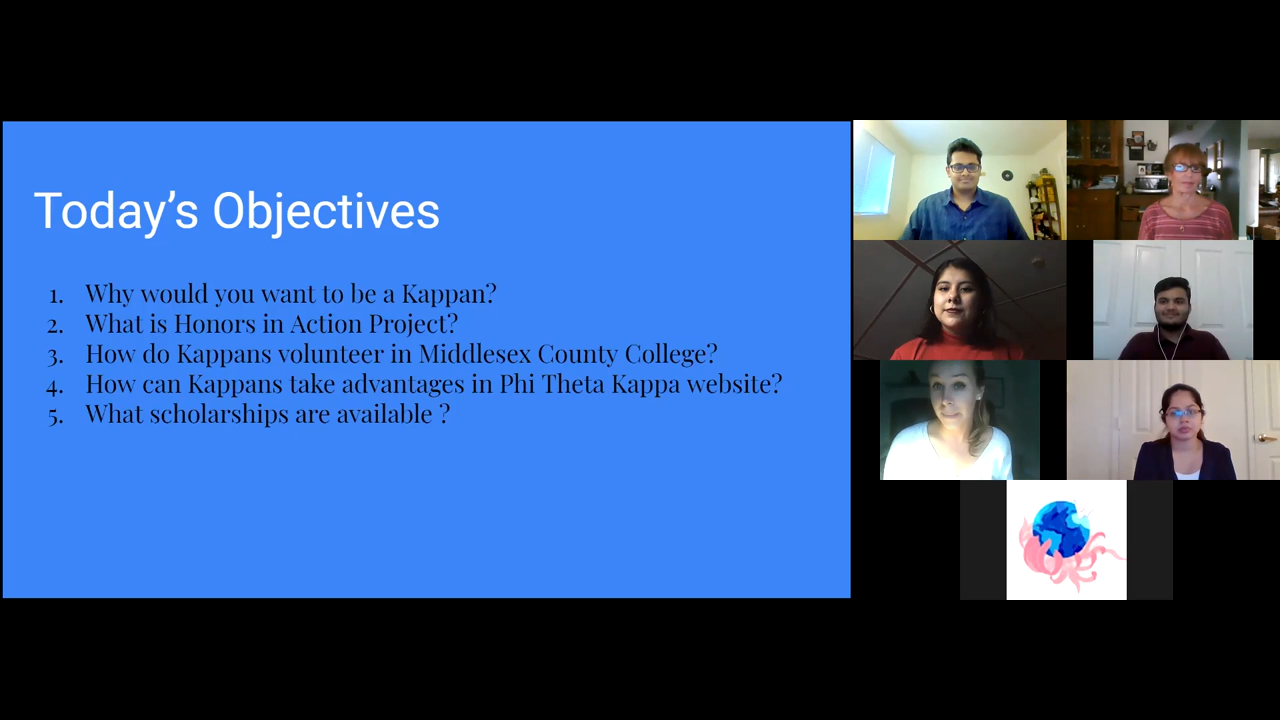 Today’s Objectives
1. Why would you want to be a Kappan?
2. What is Honors in Action Project?
3. How do Kappans volunteer in Middlesex County College?
4. How can Kappans take advantages in Phi Theta Kappa website?
5. What scholarships are available ?